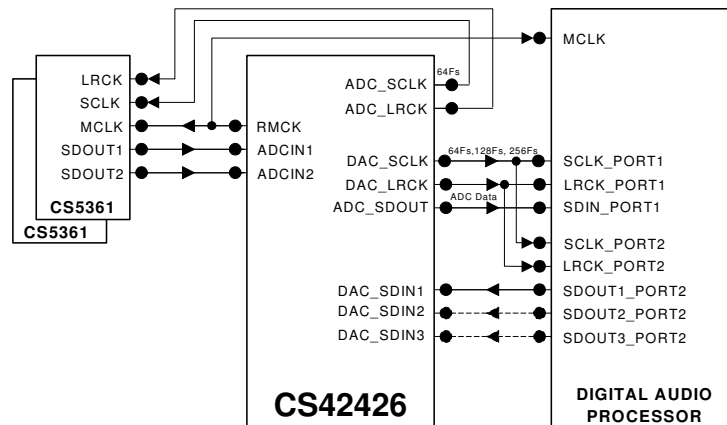 LRCK
SCLK
MCLK
SDOUT1
SDOUT2
CS5361
CS5361
64Fs
ADC_SCLK
ADC_LRCK
RMCK
ADCIN1
ADCIN2
DAC_SCLK
DAC_LRCK
ADC_SDOUT
64Fs,128Fs, 256Fs
ADC Data
DAC_SDIN1
DAC_SDIN2
DAC_SDIN3
CS42426
MCLK
SCLK_PORT1
LRCK_PORT1
SDIN_PORT1
SCLK_PORT2
LRCK_PORT2
SDOUT1_PORT2
SDOUT2_PORT2
SDOUT3_PORT2
DIGITAL AUDIO
PROCESSOR